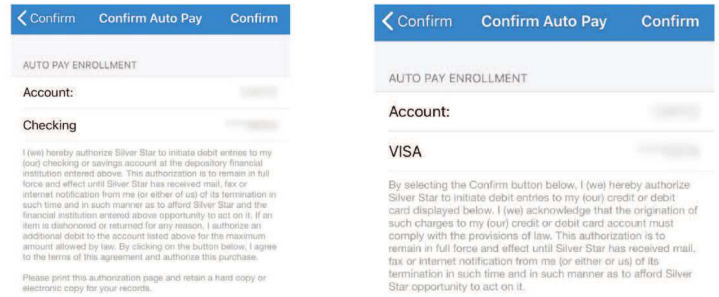 Confirm Confirm Auto Pay Confirm
AUTO PAY ENROLLMENT
Account:
Checking
I (we) hereby authorize Silver Star to initiate debit entries to my
(our) checking or savings account at the depository financial
institution entered above. This authorization is to remain in full
force and effect until Silver Star has received mail, fax or
internet notification from me (or either of us) of its termination in
such time and in such manner as to afford Silver Star and the
financial institution entered above opportunity to act on it. If an
item is dishonored or returned for any reason, I authorize an
additional debit to the account listed above for the maximum
amount allowed by law. By clicking on the button below, I agree
to the terms of this agreement and authorize this purchase.
Please print this authorization page and retain a hard copy or
electronic copy for your records.
Confirm Confirm Auto Pay Confirm
AUTO PAY ENROLLMENT
Account:
VISA
By selecting the Confirm button below, I (we) hereby authorize
Silver Star to initiate debit entries to my (our) credit or debit
card displayed below. I (we) acknowledge that the origination of
such charges to my (our) credit or debit card account must
comply with the provisions of law. This authorization is to
remain in full force and effect until Silver Star has received mail,
fax or internet notification from me (or either or us) of its
termination in such time and in such manner as to afford Silver
Star opportunity to act on it.